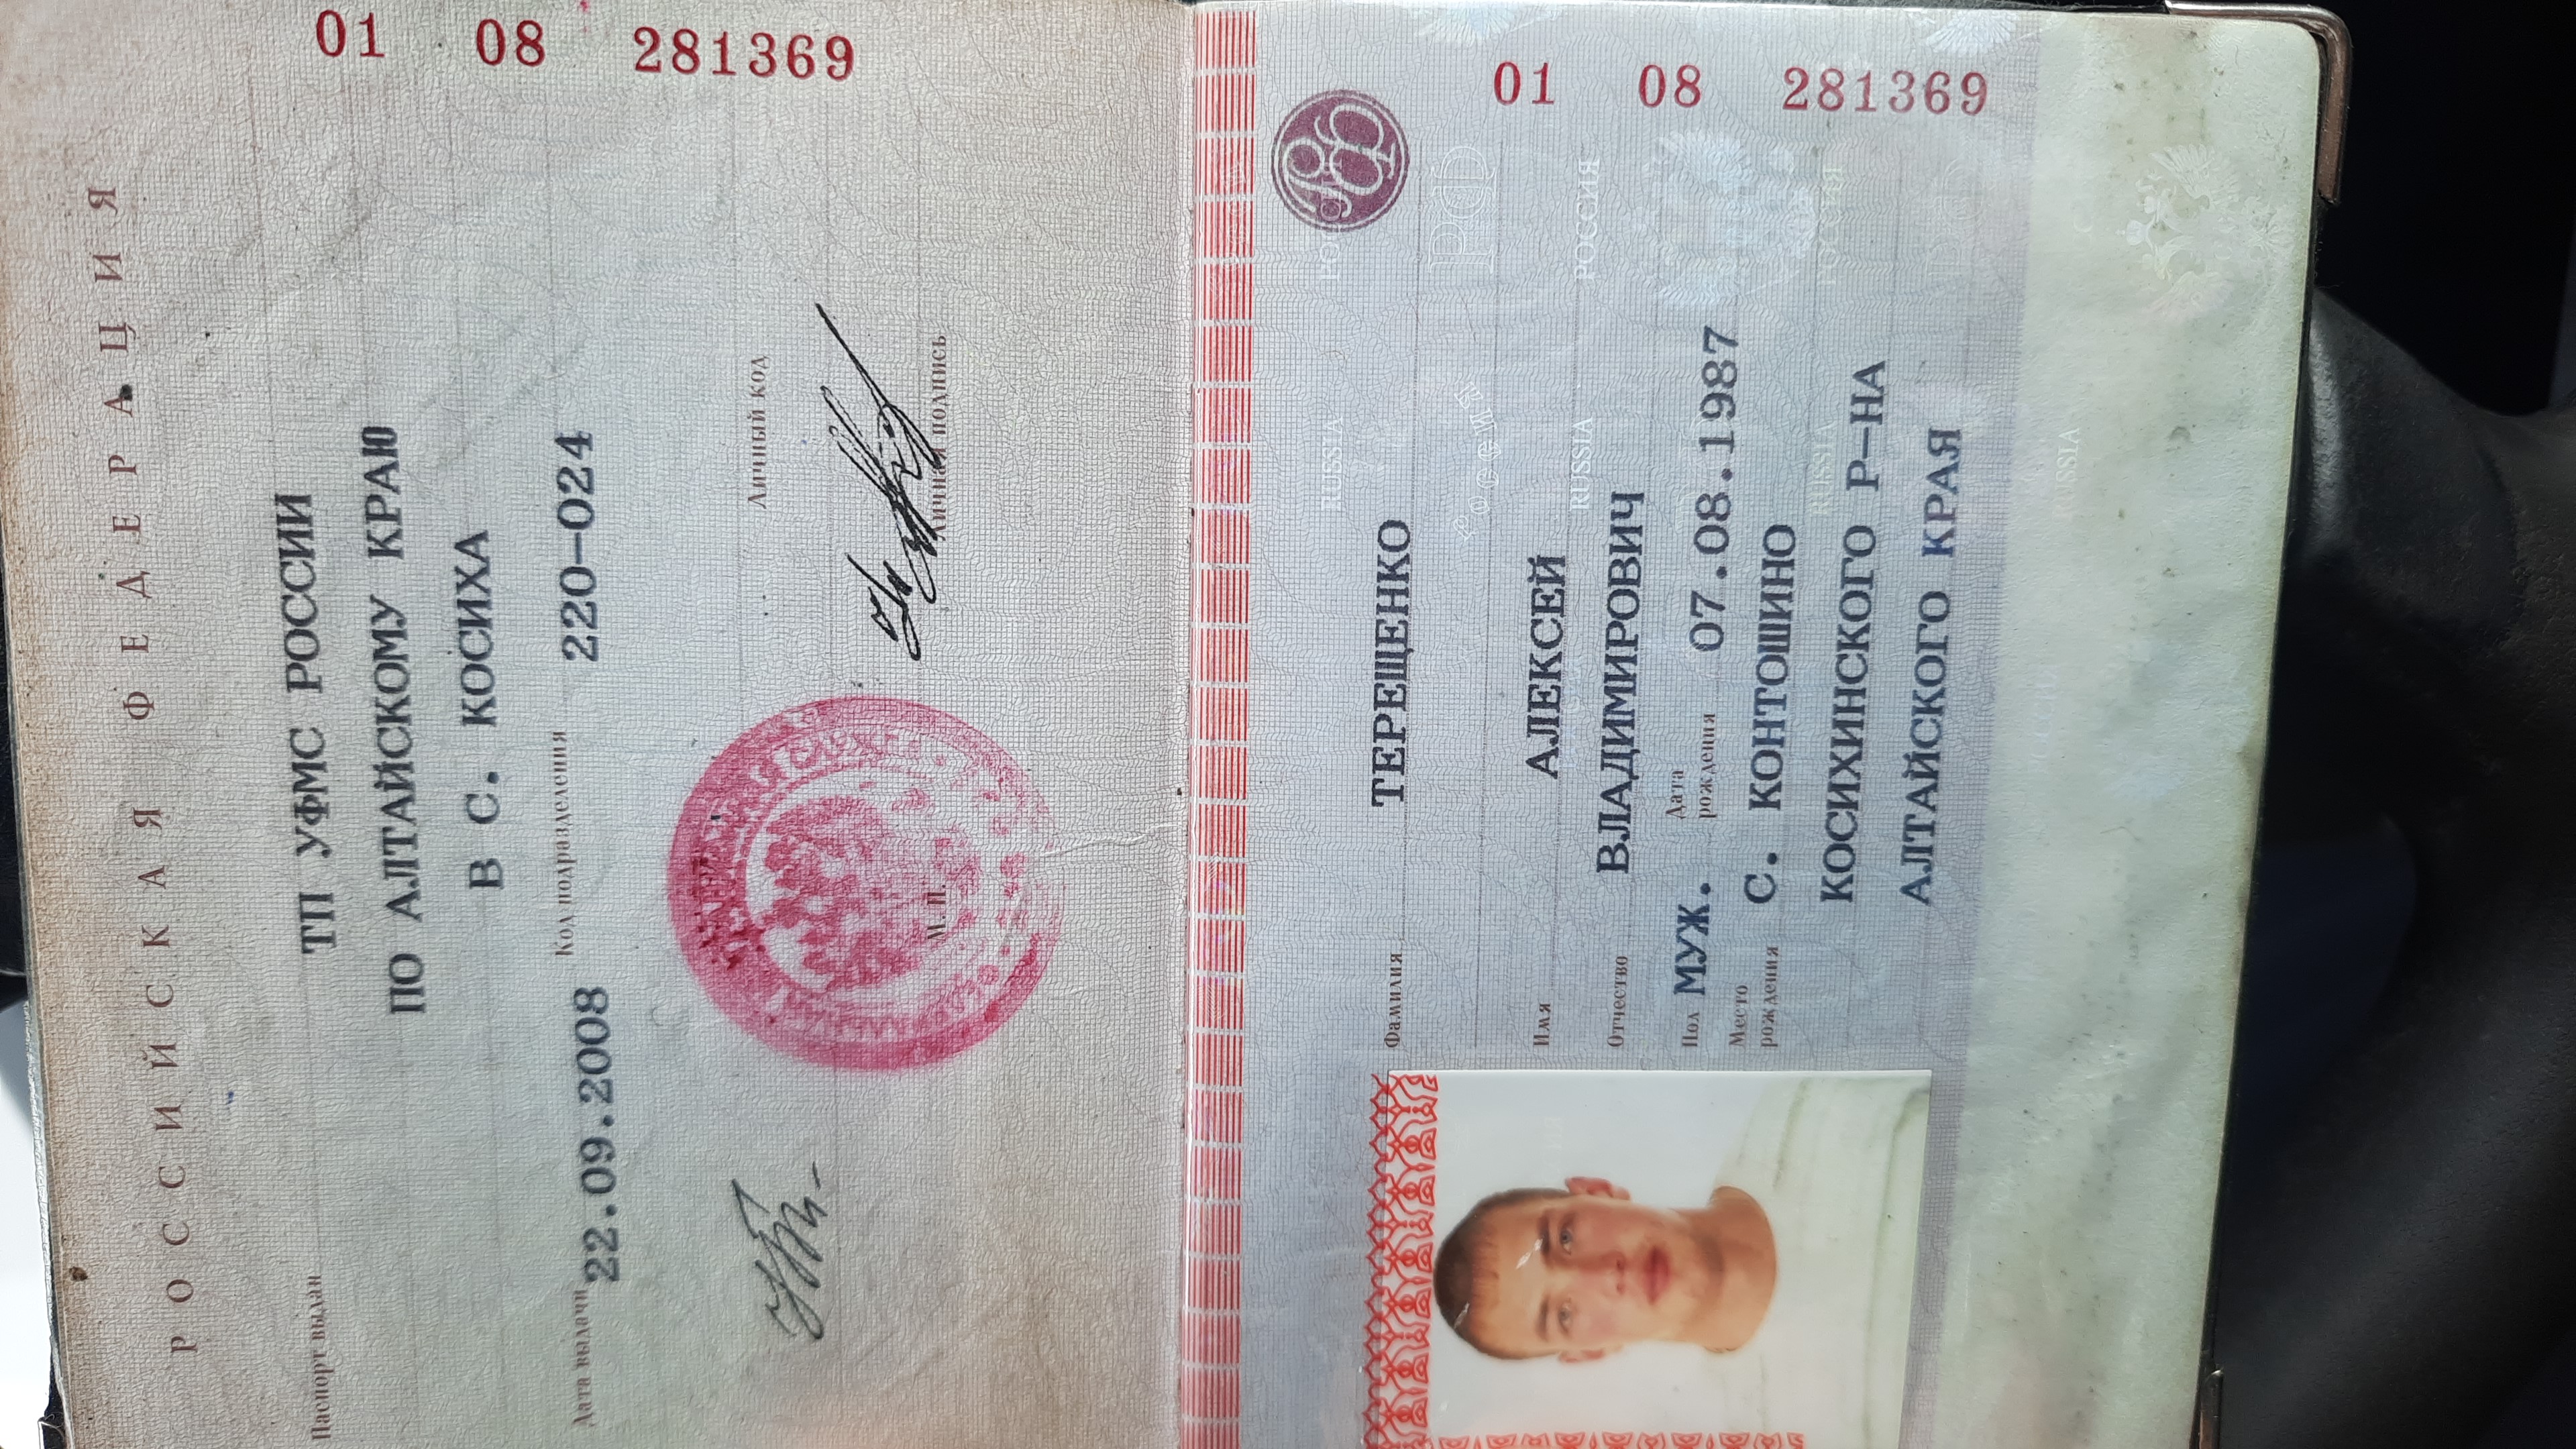 РОССИЙСКАЯ ФЕДЕРАЦИЯ
Паспорт выдан ТП УФМС РОССИИ
ПО АЛТАЙСКОМУ КРАЮ
В С. КОСИХА
Дата выдачи 22.09.2008 Код подразделения 220-024
Личный код
М. П.
Личная подпись
01 08 281369
RUSSIA РОССИЯ
РФ
Фамилия ТЕРЕЩЕНКО
РОССИЯ РФ
Имя АЛЕКСЕЙ
RUSSIA РОССИЯ
Отчество ВЛАДИМИРОВИЧ
Пол МУЖ. Дата рождения 07.08.1987
Место рождения С. КОНТОШИНО
RUSSIA РОССИЯ
КОСИХИНСКОГО Р-НА
АЛТАЙСКОГО КРАЯ
РФ
01 08 281369
RUSSIA